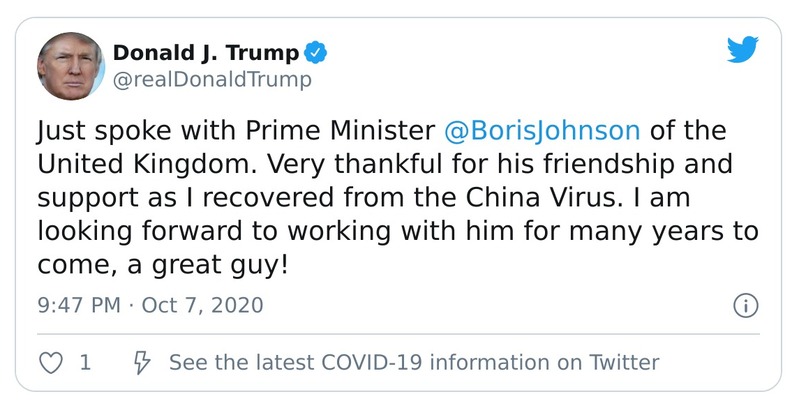 Donald J. Trump
@realDonaldTrump
Just spoke with Prime Minister @BorisJohnson of the
United Kingdom. Very thankful for his friendship and
support as I recovered from the China Virus. I am
looking forward to working with him for many years to
come, a great guy!
9:47 PM · Oct 7, 2020
1 See the latest COVID-19 information on Twitter